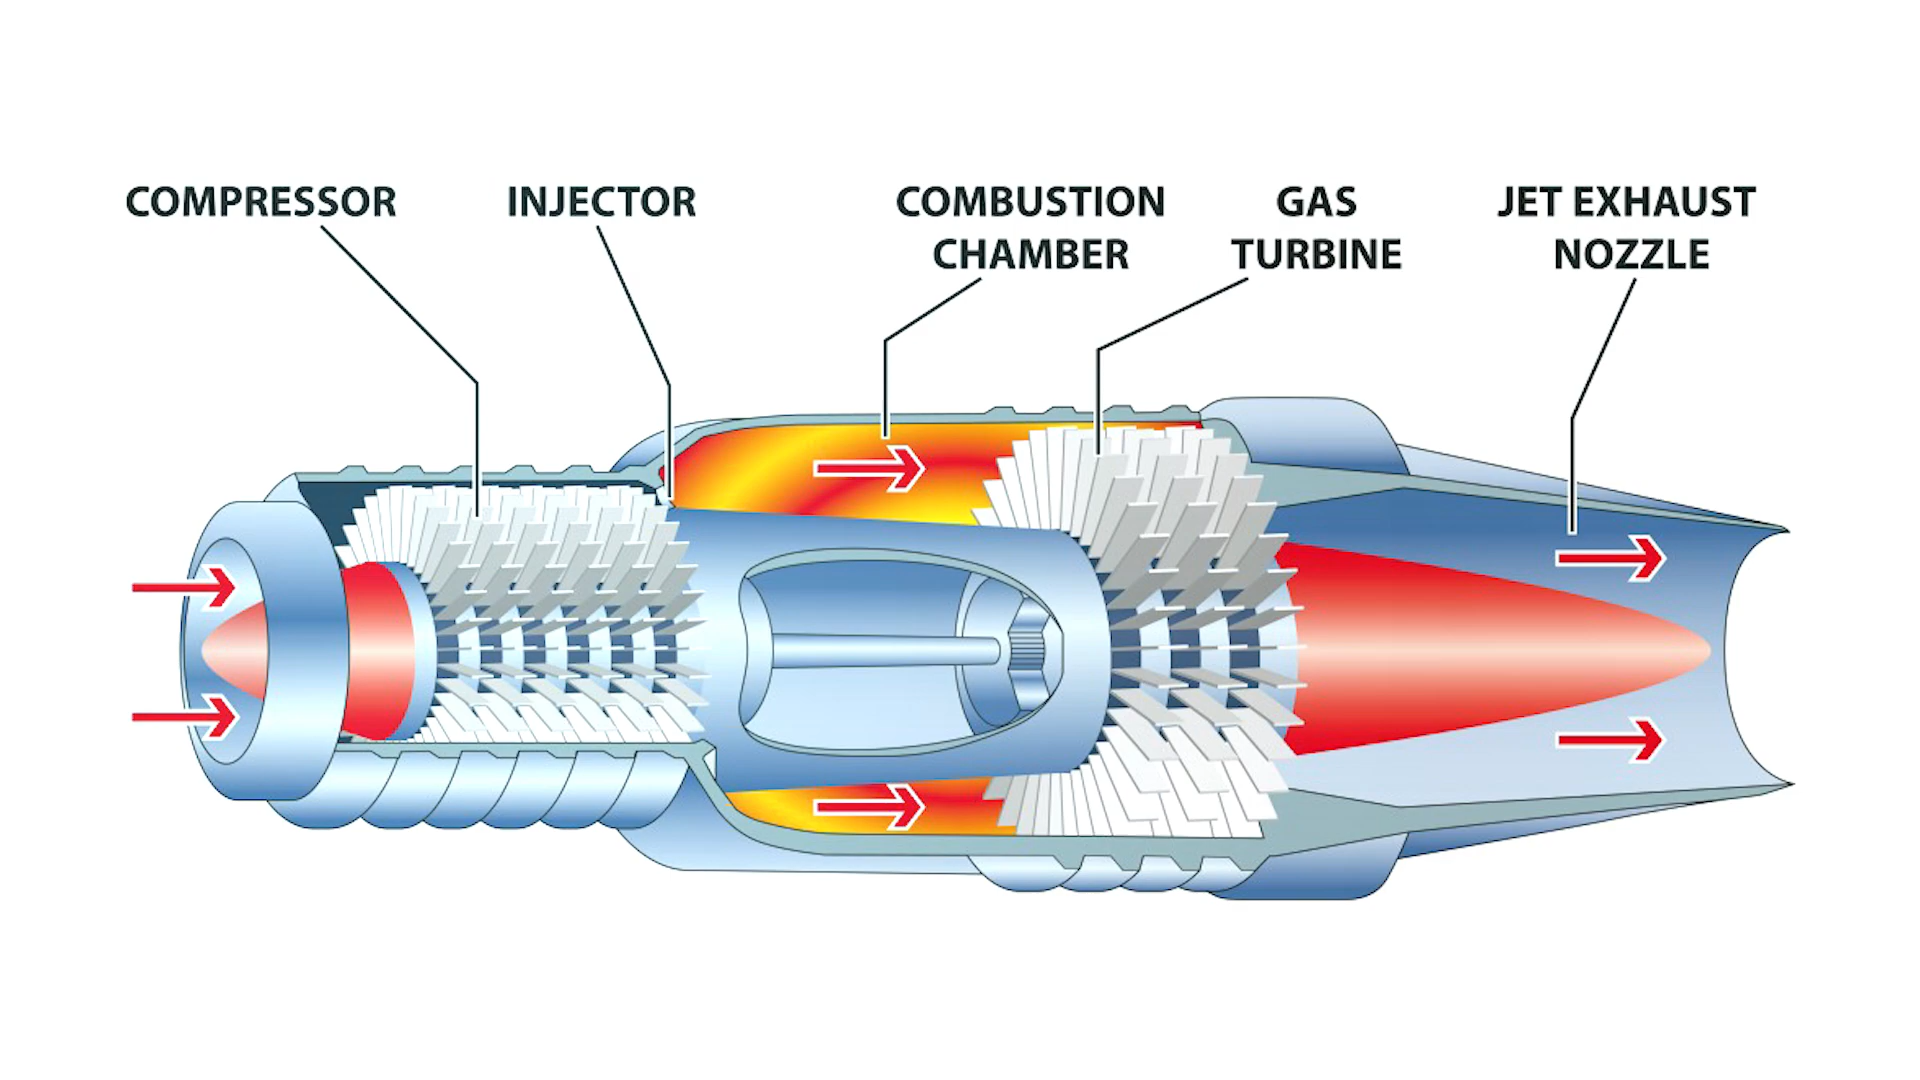 COMPRESSOR
INJECTOR
COMBUSTION
CHAMBER
GAS
TURBINE
JET EXHAUST
NOZZLE